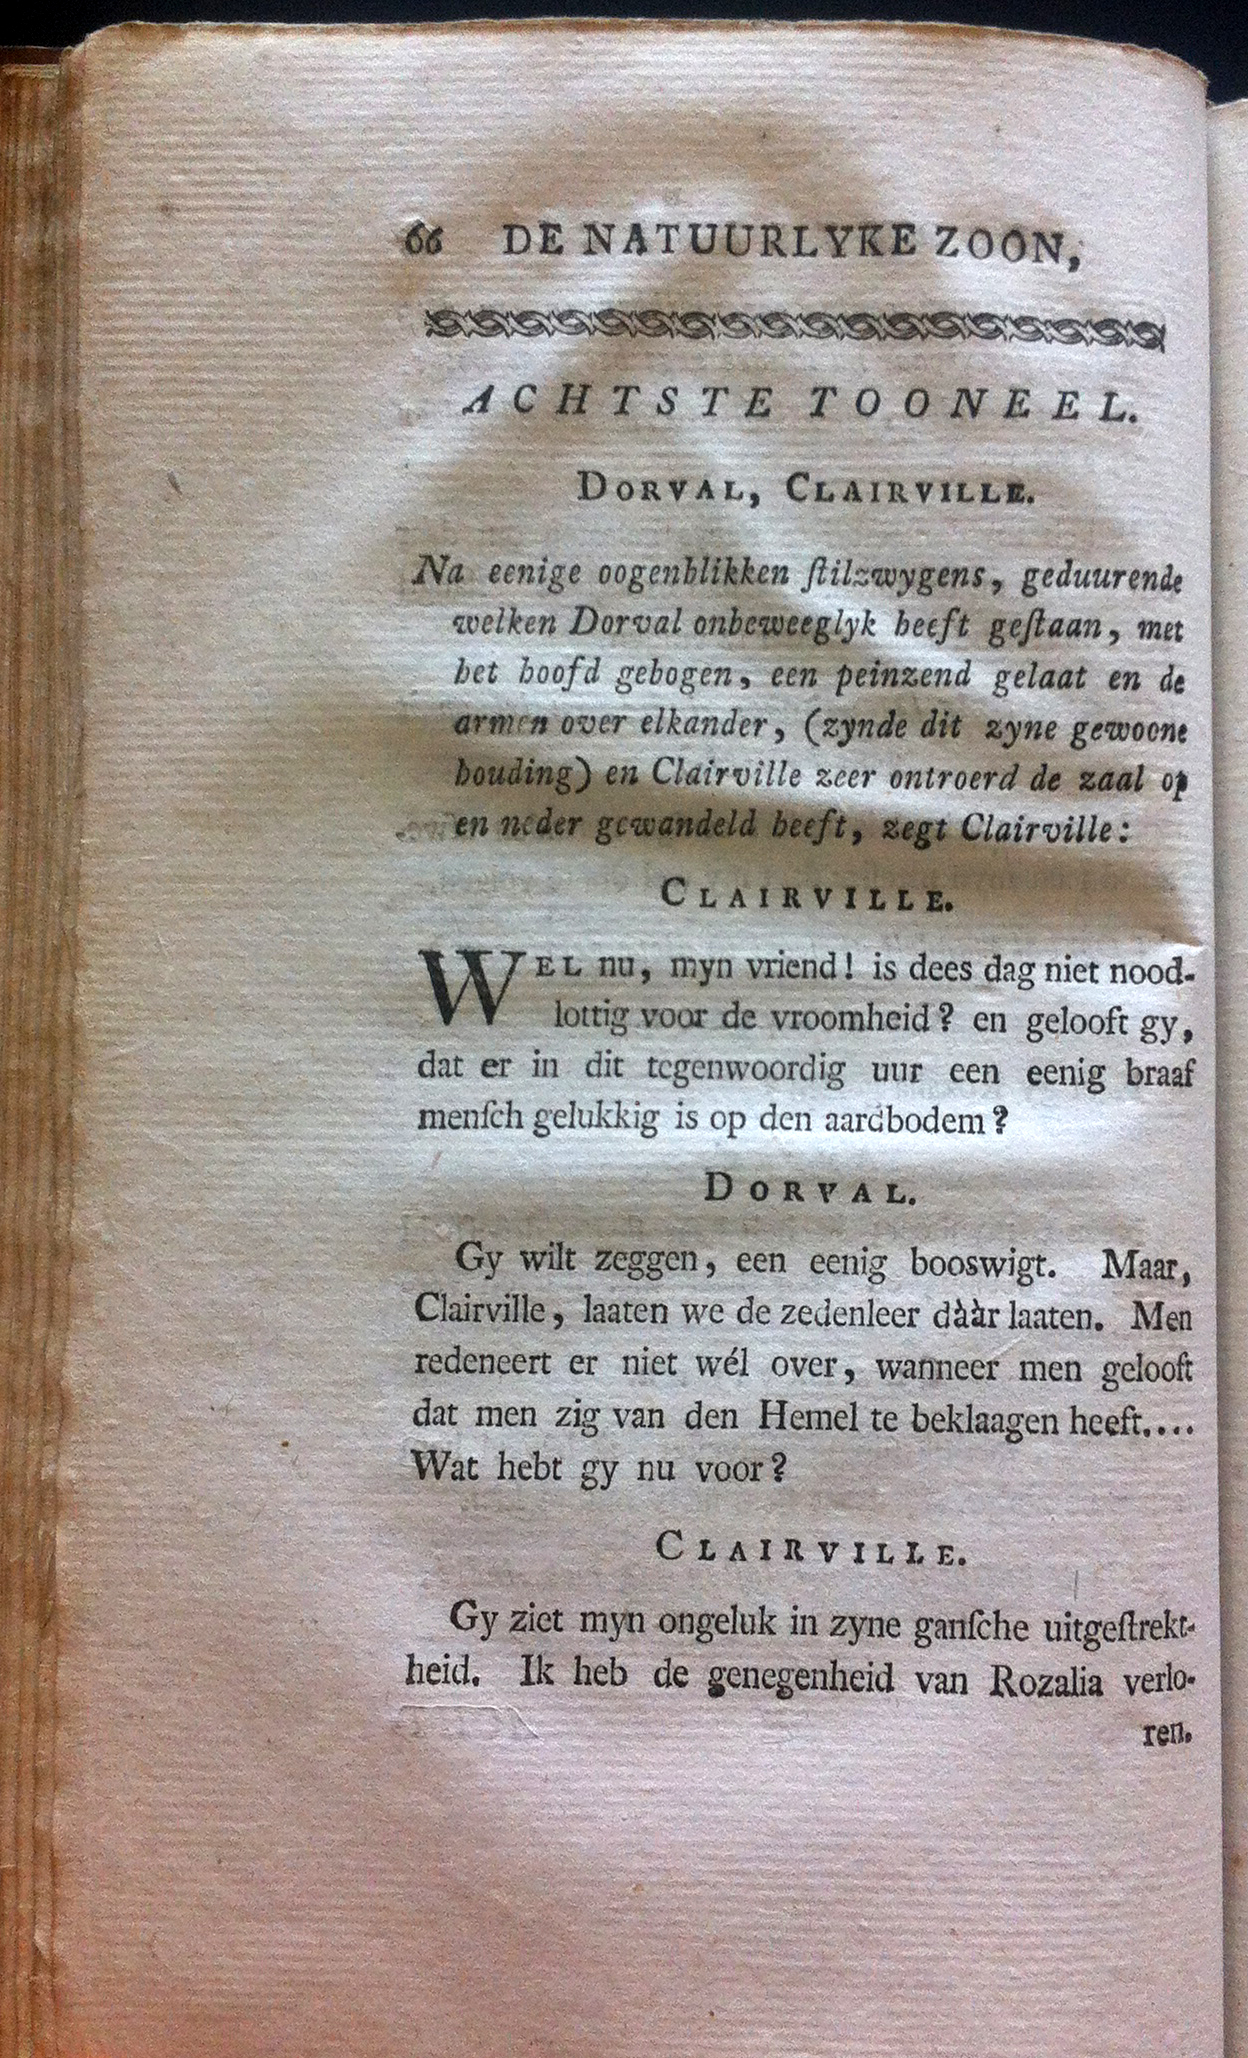 66 DE NATUURLYKE ZOON,
ACHTSTE TOONEEL.
DORVAL, CLAIRVILLE.
Na eenige oogenblikken ſtilzwygens, geduurende
welken Dorval onbeweeglyk heeft geſtaan, met
het hoofd gebogen, een peinzend gelaat en de
armen over elkander, (zynde dit zyne gewoone
houding) en Clairville zeer ontroerd de zaal op
en neder gewandeld heeft, zegt Clairville:
CLAIRVILLE.
WEL nu, myn vriend! is dees dag niet nood-
lottig voor de vroomheid? en gelooft gy,
dat er in dit tegenwoordig uur een eenig braaf
menſch gelukkig is op den aardbodem?
DORVAL.
Gy wilt zeggen, een eenig booswigt. Maar,
Clairville, laaten we de zedenleer dààr laaten. Men
redeneert er niet wél over, wanneer men gelooft
dat men zig van den Hemel te beklaagen heeft....
Wat hebt gy nu voor?
CLAIRVILLE.
Gy ziet myn ongeluk in zyne ganſche uitgeſtrekt-
heid. Ik heb de genegenheid van Rozalia verlo-
ren.